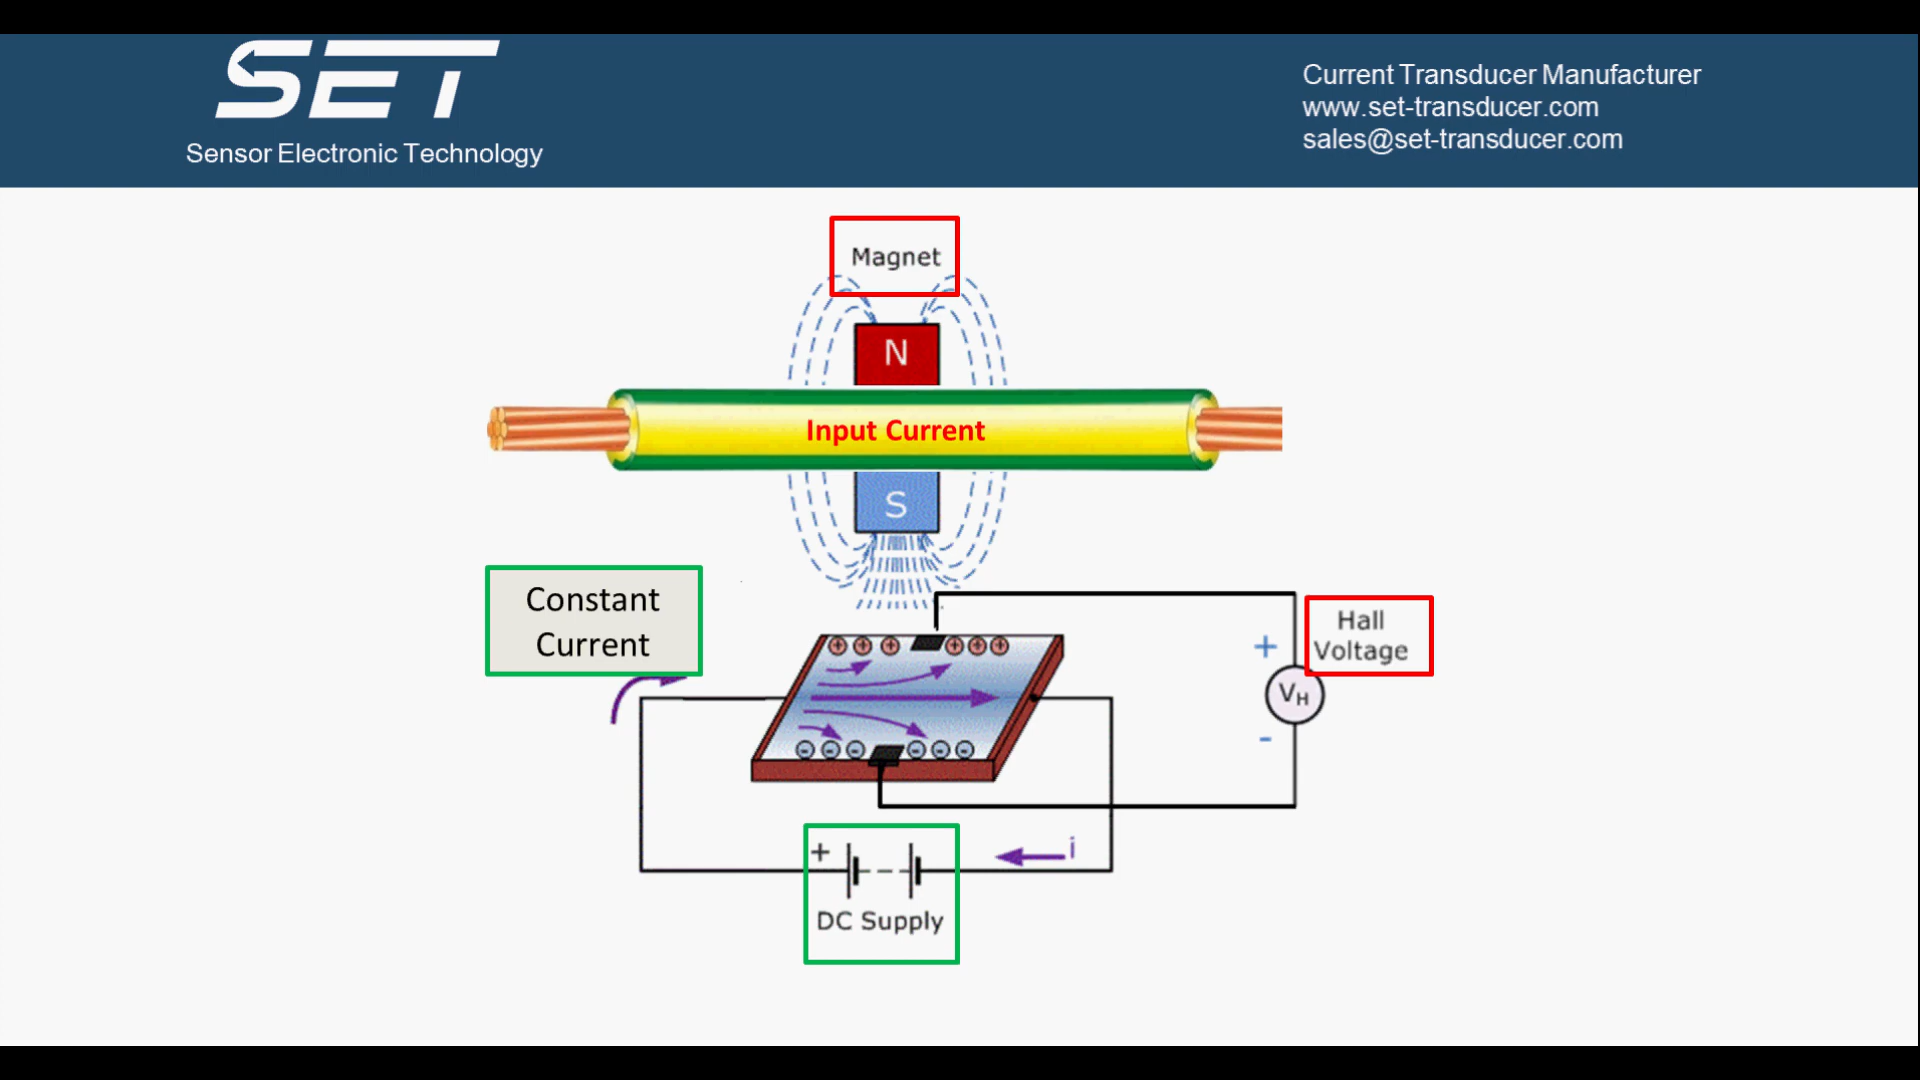 SET
Sensor Electronic Technology
Current Transducer Manufacturer
www.set-transducer.com
sales@set-transducer.com
Magnet
N
Input Current
S
Constant
Current
Hall
Voltage
+
VH
-
+
i
DC Supply